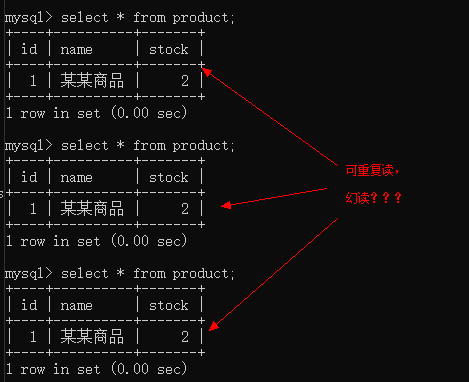 mysql> select * from product;
+----+----------+-------+
| id | name | stock |
+----+----------+-------+
| 1 | 某某商品 | 2 |
+----+----------+-------+
1 row in set (0.00 sec)
可重复读，
幻读？？？
mysql> select * from product;
+----+----------+-------+
| id | name | stock |
+----+----------+-------+
| 1 | 某某商品 | 2 |
+----+----------+-------+
1 row in set (0.00 sec)
s
mysql> select * from product;
+----+----------+-------+
| id | name | stock |
+----+----------+-------+
| 1 | 某某商品 | 2 |
+----+----------+-------+
1 row in set (0.00 sec)